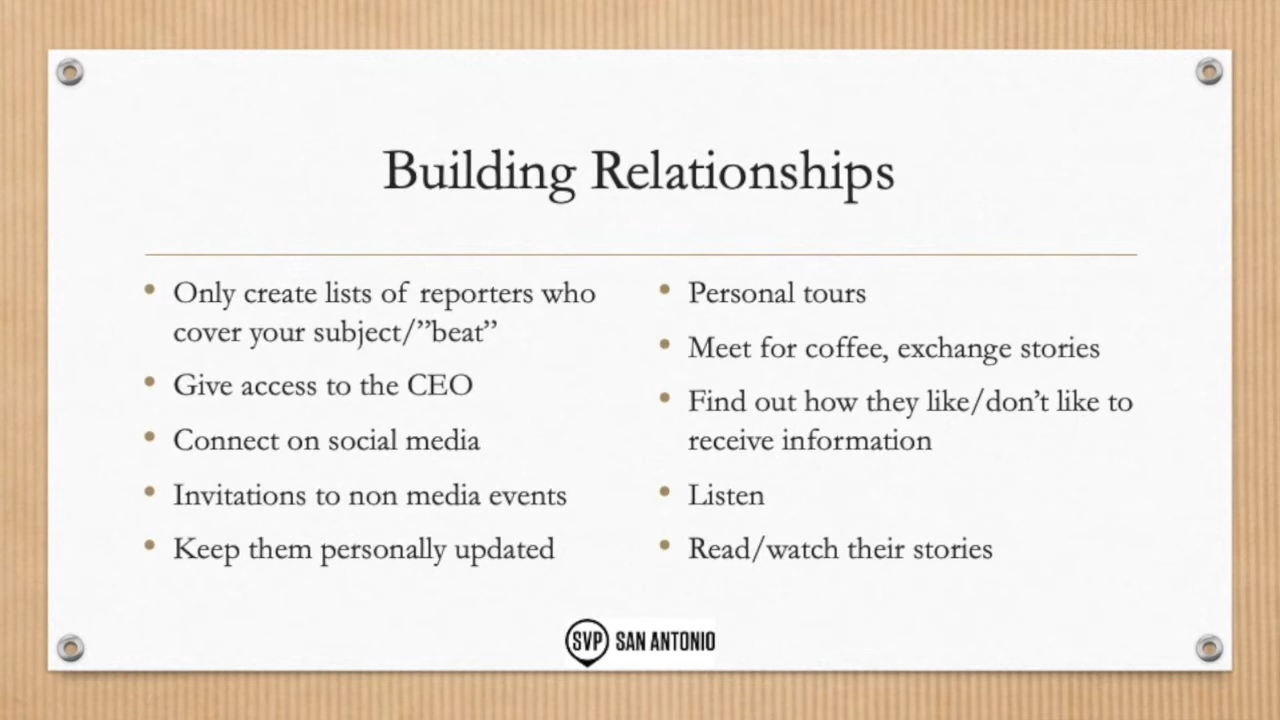 Building Relationships
Only create lists of reporters who
cover your subject/”beat”
Give access to the CEO
Connect on social media
Invitations to non media events
Keep them personally updated
Personal tours
Meet for coffee, exchange stories
Find out how they like/don’t like to
receive information
Listen
Read/watch their stories
SVP SAN ANTONIO